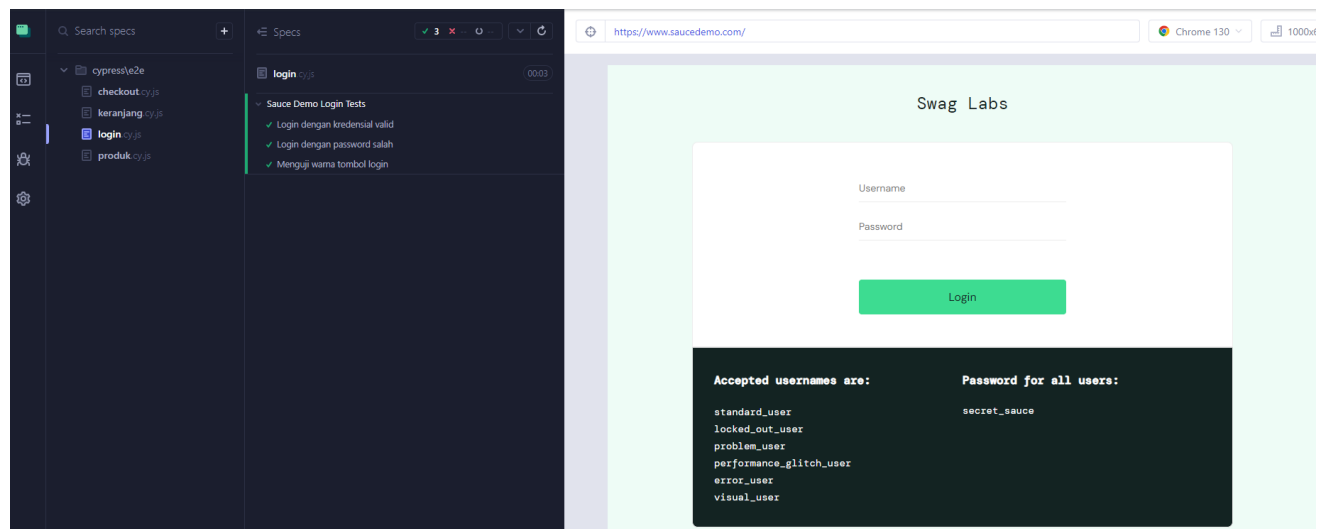 Search specs
+
cypress\e2e
checkout.cy.js
keranjang.cy.js
login.cy.js
produk.cy.js
Specs
3 -- --
login.cy.js
00:03
Sauce Demo Login Tests
Login dengan kredensial valid
Login dengan password salah
Menguji warna tombol login
https://www.saucedemo.com/
Chrome 130
1000x6
Swag Labs
Username
Password
Login
Accepted usernames are:
standard_user
locked_out_user
problem_user
performance_glitch_user
error_user
visual_user
Password for all users:
secret_sauce